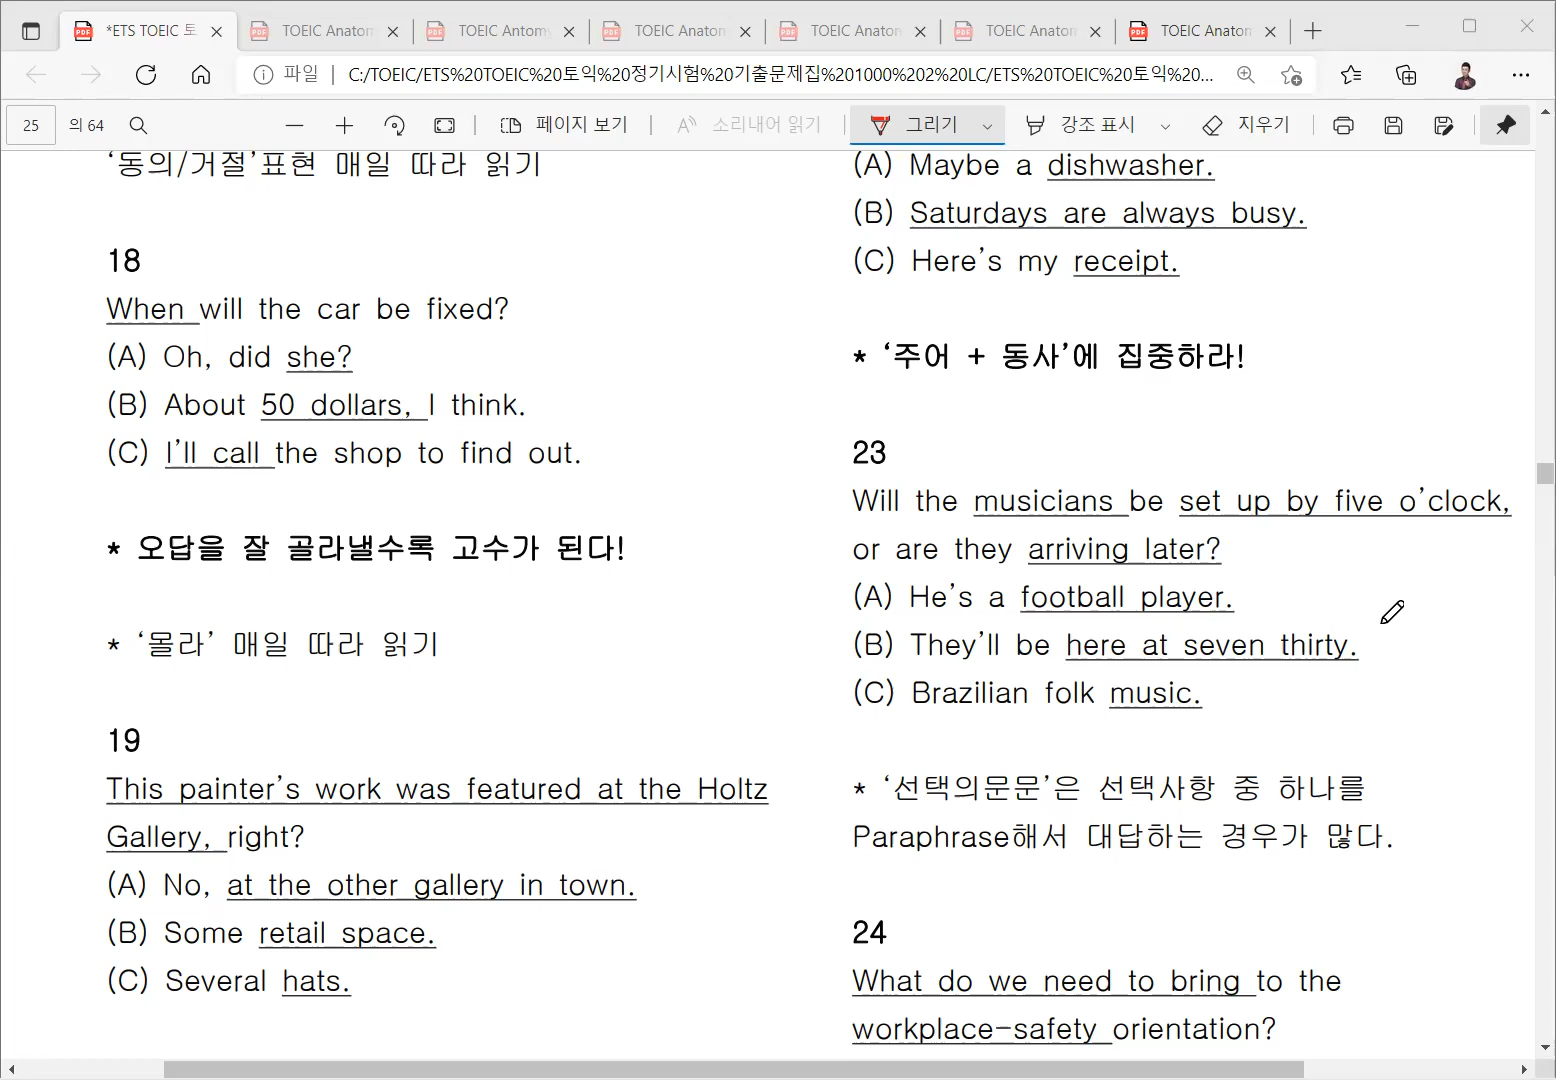 *ETS TOEIC 토
TOEIC Anaton
TOEIC Antomy
TOEIC Anaton
TOEIC Anaton
TOEIC Anaton
TOEIC Anaton
파일
C:/TOEIC/ETS%20TOEIC%20토익%20정기시험%20기출문제집%201000%202%20LC/ETS%20TOEIC%20토익%20...
25
의 64
페이지 보기
소리내어 읽기
그리기
강조 표시
지우기
‘동의/거절’표현 매일 따라 읽기
18
When will the car be fixed?
(A) Oh, did she?
(B) About 50 dollars, I think.
(C) I’ll call the shop to find out.
* 오답을 잘 골라낼수록 고수가 된다!
* ‘몰라’ 매일 따라 읽기
19
This painter’s work was featured at the Holtz
Gallery, right?
(A) No, at the other gallery in town.
(B) Some retail space.
(C) Several hats.
(A) Maybe a dishwasher.
(B) Saturdays are always busy.
(C) Here’s my receipt.
* ‘주어 + 동사’에 집중하라!
23
Will the musicians be set up by five o’clock,
or are they arriving later?
(A) He’s a football player.
(B) They’ll be here at seven thirty.
(C) Brazilian folk music.
* ‘선택의문문’은 선택사항 중 하나를
Paraphrase해서 대답하는 경우가 많다.
24
What do we need to bring to the
workplace-safety orientation?